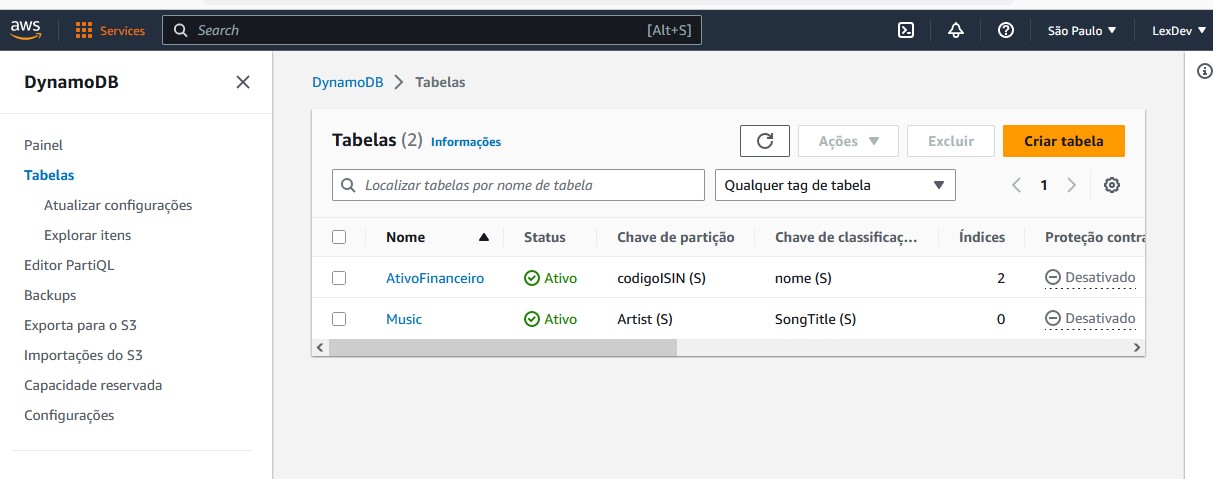 aws Services Search [Alt+S] São Paulo LexDev
DynamoDB
Painel
Tabelas
Atualizar configurações
Explorar itens
Editor PartiQL
Backups
Exporta para o S3
Importações do S3
Capacidade reservada
Configurações
DynamoDB Tabelas
Tabelas (2) Informações Ações Excluir Criar tabela
Localizar tabelas por nome de tabela Qualquer tag de tabela 1
Nome Status Chave de partição Chave de classificaç... Índices Proteção contra
AtivoFinanceiro Ativo codigoISIN (S) nome (S) 2 Desativado
Music Ativo Artist (S) SongTitle (S) 0 Desativado